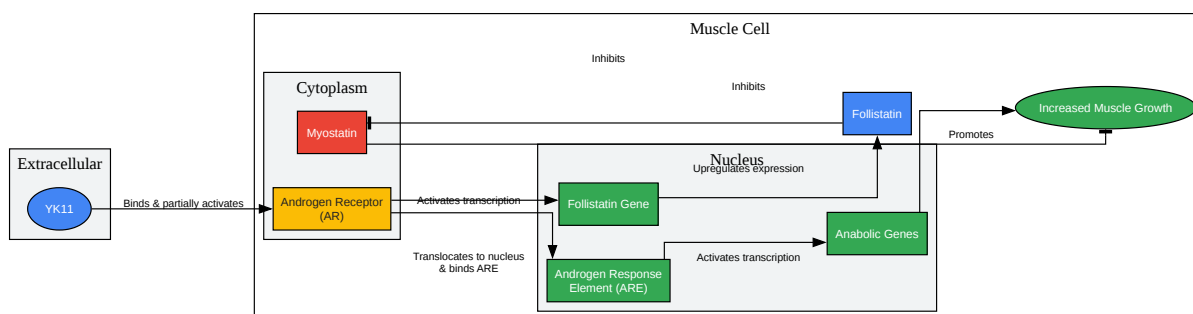 Muscle Cell
Inhibits
Cytoplasm
Inhibits
Follistatin
Increased Muscle Growth
Myostatin
Promotes
Extracellular
Nucleus
Upregulates expression
YK11
Binds & partially activates
Androgen Receptor
(AR)
Activates transcription
Follistatin Gene
Anabolic Genes
Translocates to nucleus
& binds ARE
Activates transcription
Androgen Response
Element (ARE)